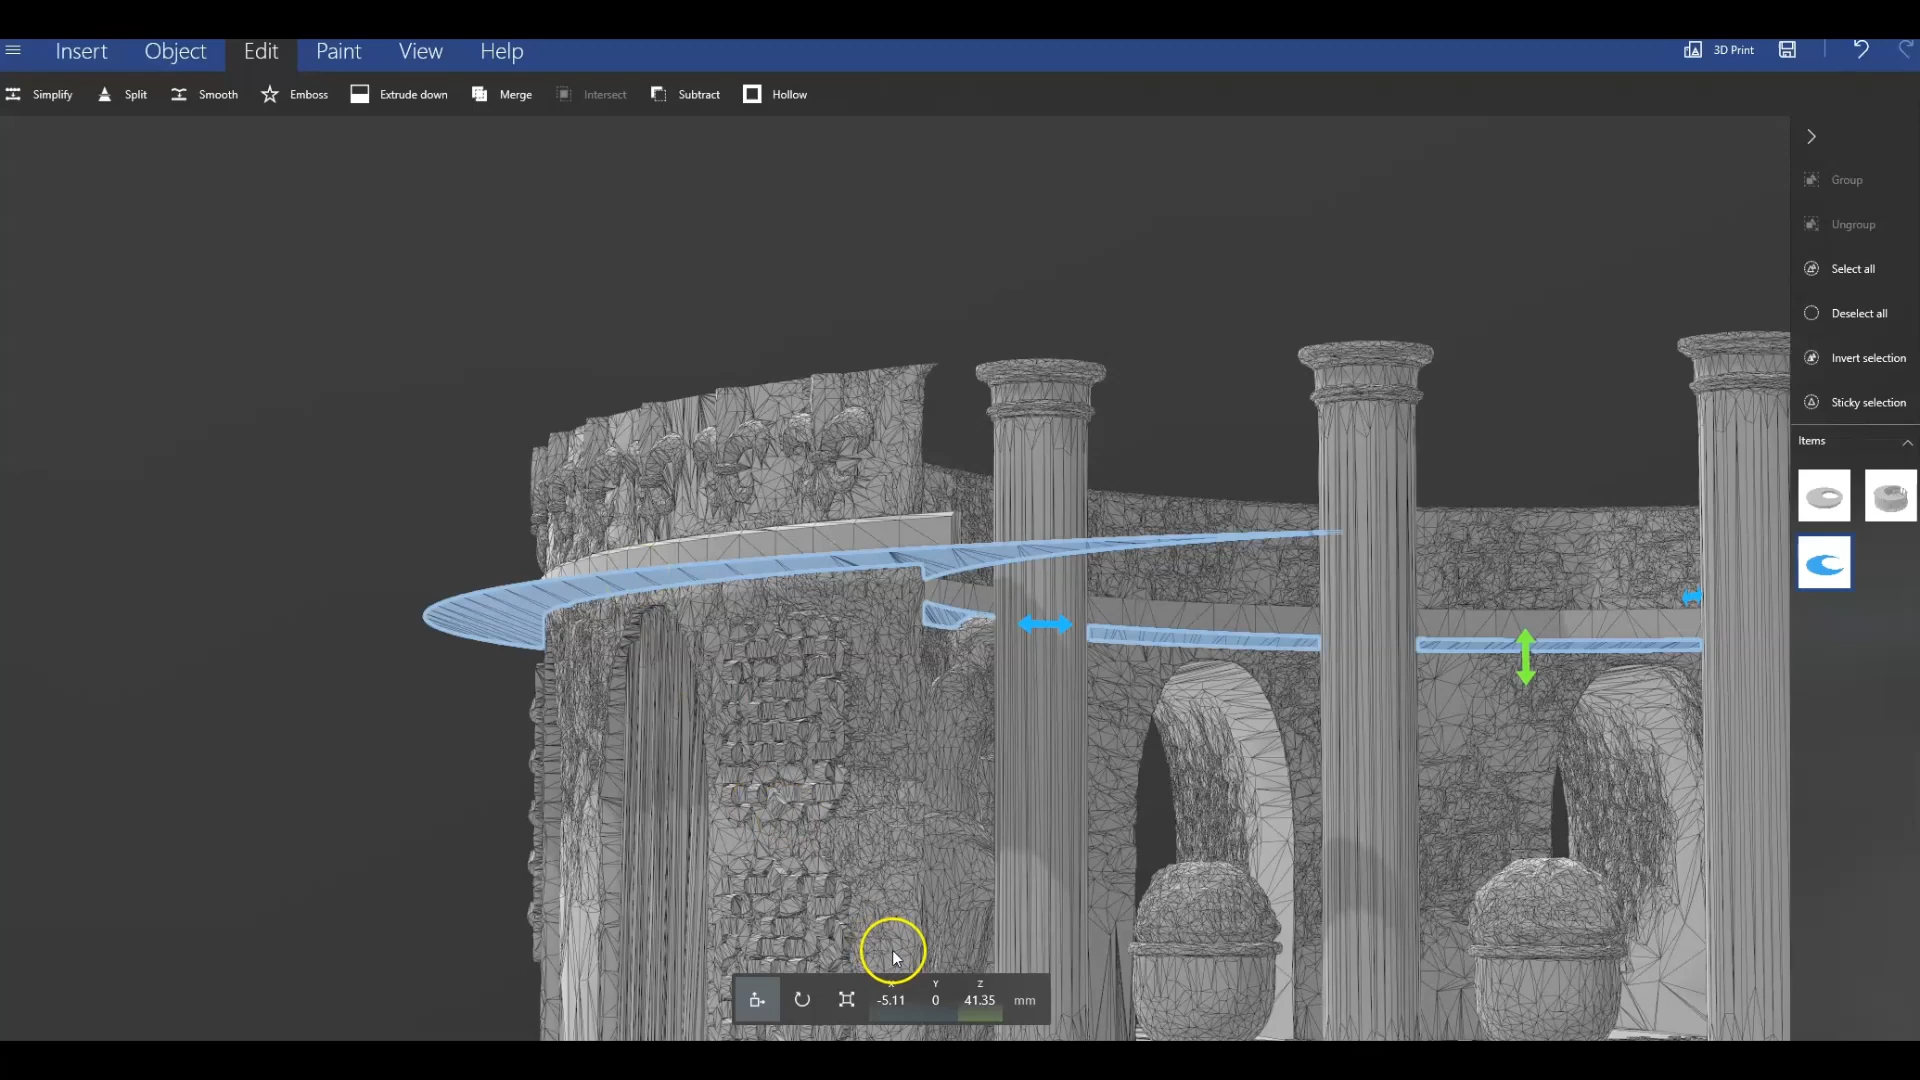 Insert Object Edit Paint View Help 3D Print
Simplify Split Smooth Emboss Extrude down Merge Intersect Subtract Hollow
Group
Ungroup
Select all
Deselect all
Invert selection
Sticky selection
Items
X Y Z
-5.11 0 41.35 mm